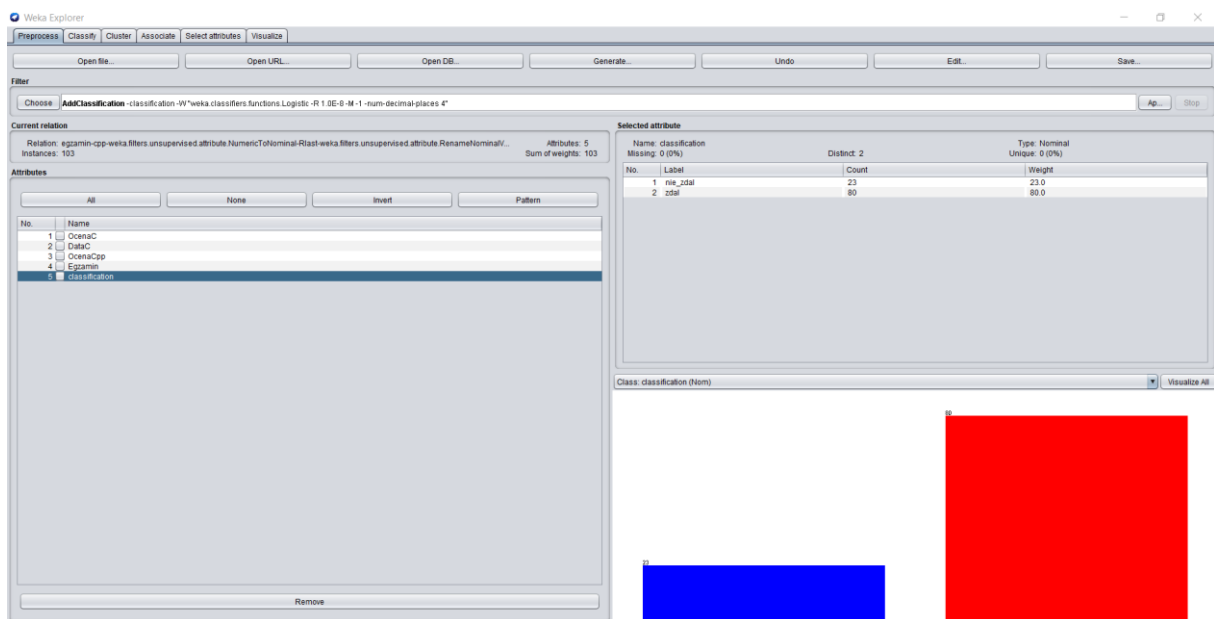 Weka Explorer
Preprocess Classify Cluster Associate Select attributes Visualize
Open file... Open URL... Open DB... Generate... Undo Edit... Save...
Filter
Choose AddClassification -classification -W "weka.classifiers.functions.Logistic -R 1.0E-8 -M -1 -num-decimal-places 4" Ap... Stop
Current relation
Relation: egzamin-cpp-weka.filters.unsupervised.attribute.NumericToNominal-Rlast-weka.filters.unsupervised.attribute.RenameNominalV... Attributes: 5
Instances: 103 Sum of weights: 103
Attributes
All None Invert Pattern
No. Name
1 OcenaC
2 DataC
3 OcenaCpp
4 Egzamin
5 classification
Remove
Selected attribute
Name: classification Type: Nominal
Missing: 0 (0%) Distinct: 2 Unique: 0 (0%)
No. Label Count Weight
1 nie_zdal 23 23.0
2 zdal 80 80.0
Class: classification (Nom) Visualize All
80
23